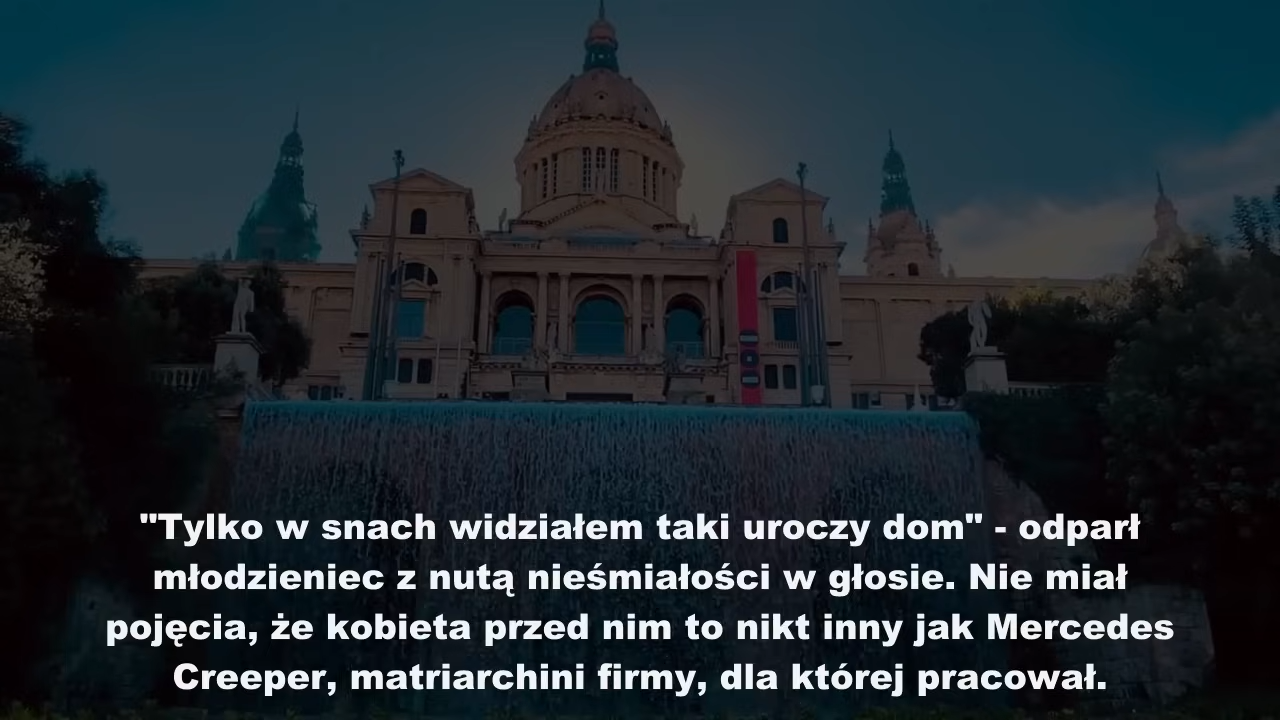 "Tylko w snach widziałem taki uroczy dom" - odparł
młodzieniec z nutą nieśmiałości w głosie. Nie miał
pojęcia, że kobieta przed nim to nikt inny jak Mercedes
Creeper, matriarchini firmy, dla której pracował.